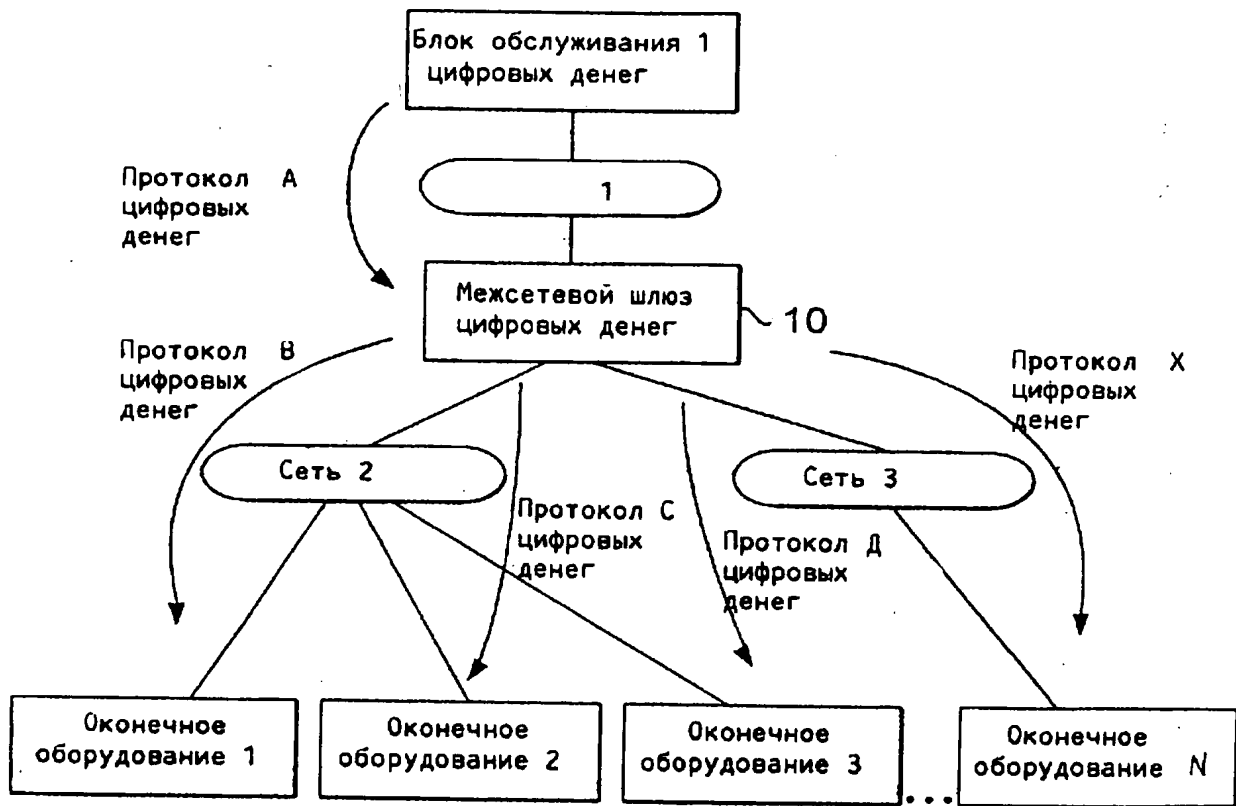 Блок обслуживания 1
цифровых денег
Протокол А
цифровых
денег
1
Межсетевой шлюз
цифровых денег
10
Протокол В
цифровых
денег
Протокол Х
цифровых
денег
Сеть 2
Сеть 3
Протокол С
цифровых
денег
Протокол Д
цифровых
денег
Оконечное
оборудование 1
Оконечное
оборудование 2
Оконечное
оборудование 3
...
Оконечное
оборудование N